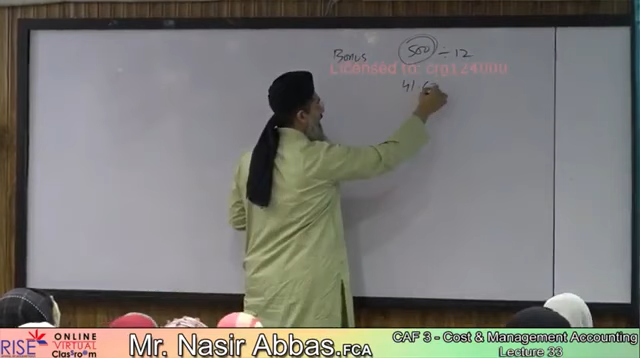 Bonus 500 ÷ 12
Licensed to: crg124000
41.6
RISE ONLINE VIRTUAL Classroom
Mr. Nasir Abbas.FCA
CAF 3 - Cost & Management Accounting
Lecture 33